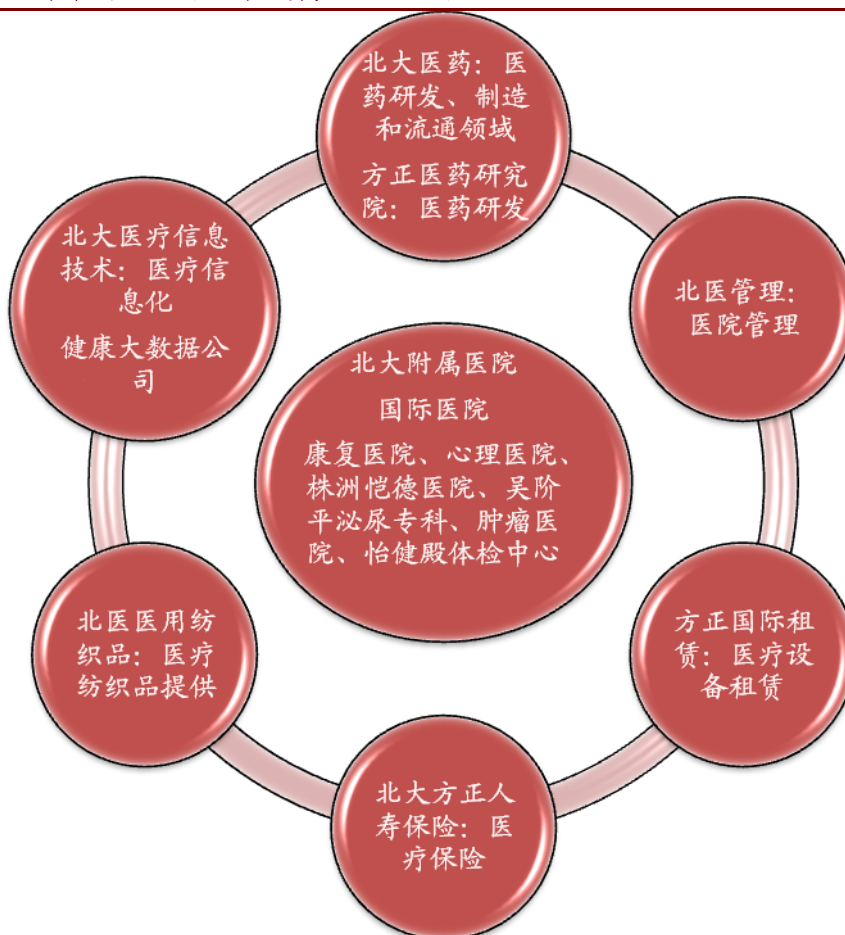 北大医药：医
药研发、制造
和流通领域
方正医药研究
院：医药研发
北医管理：
医院管理
方正国际租
赁：医疗设
备租赁
北大方正人
寿保险：医
疗保险
北医医用纺
织品：医疗
纺织品提供
北大医疗信息
技术：医疗信
息化
健康大数据公
司
北大附属医院
国际医院
康复医院、心理医院、
株洲恺德医院、吴阶
平泌尿专科、肿瘤医
院、怡健殿体检中心